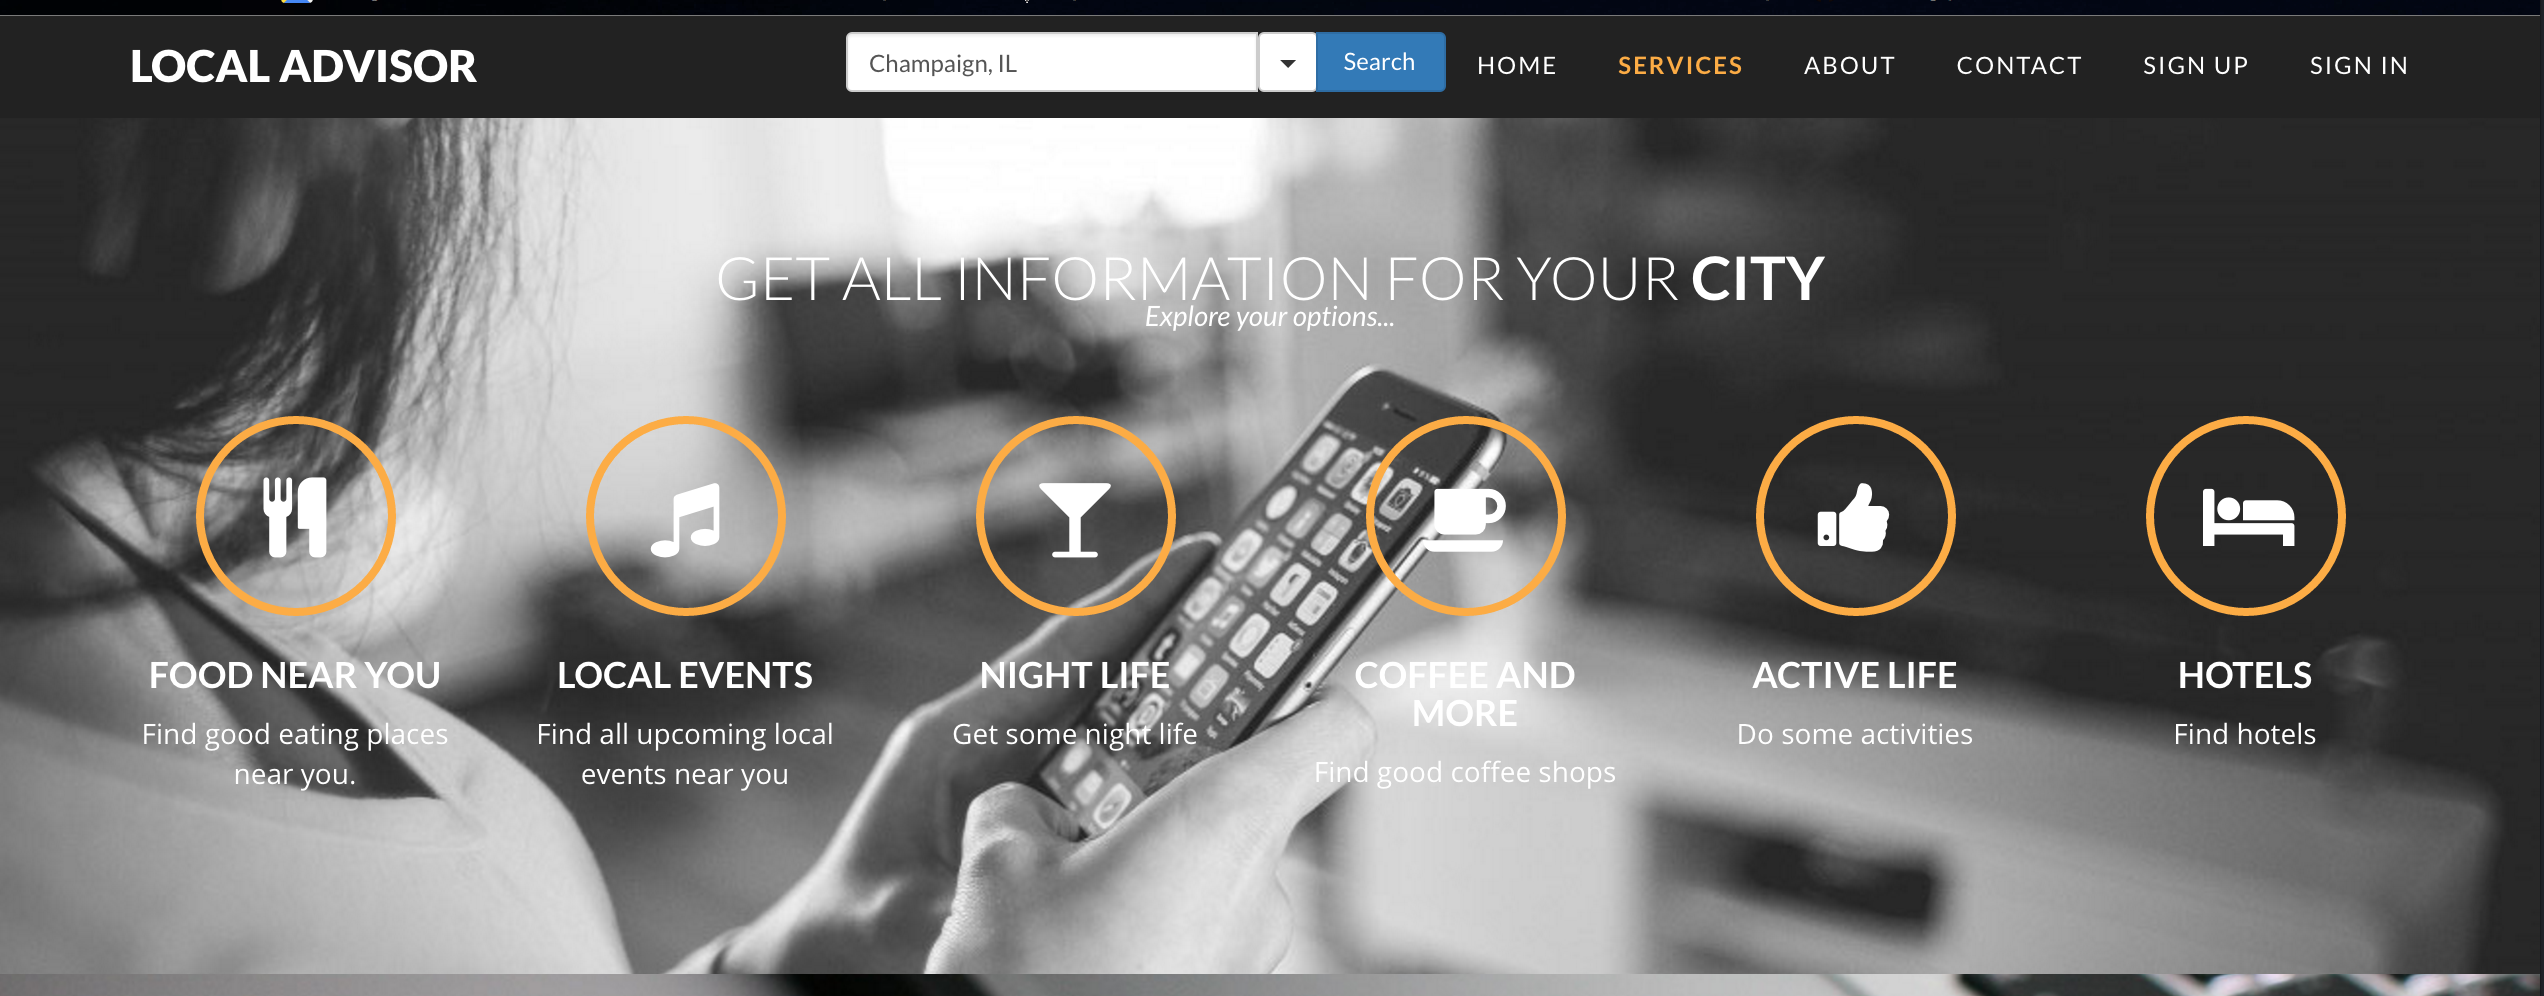 LOCAL ADVISOR
Champaign, IL
Search
HOME
SERVICES
ABOUT
CONTACT
SIGN UP
SIGN IN
GET ALL INFORMATION FOR YOUR CITY
Explore your options...
FOOD NEAR YOU
Find good eating places
near you.
LOCAL EVENTS
Find all upcoming local
events near you
NIGHT LIFE
Get some night life
COFFEE AND
MORE
Find good coffee shops
ACTIVE LIFE
Do some activities
HOTELS
Find hotels